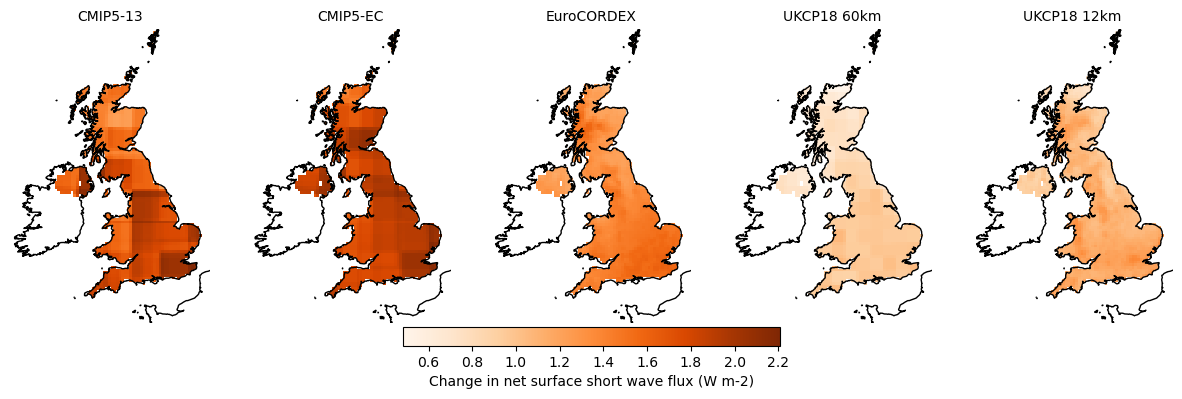 CMIP5-13 CMIP5-EC EuroCORDEX UKCP18 60km UKCP18 12km
0.6 0.8 1.0 1.2 1.4 1.6 1.8 2.0 2.2
Change in net surface short wave flux (W m-2)